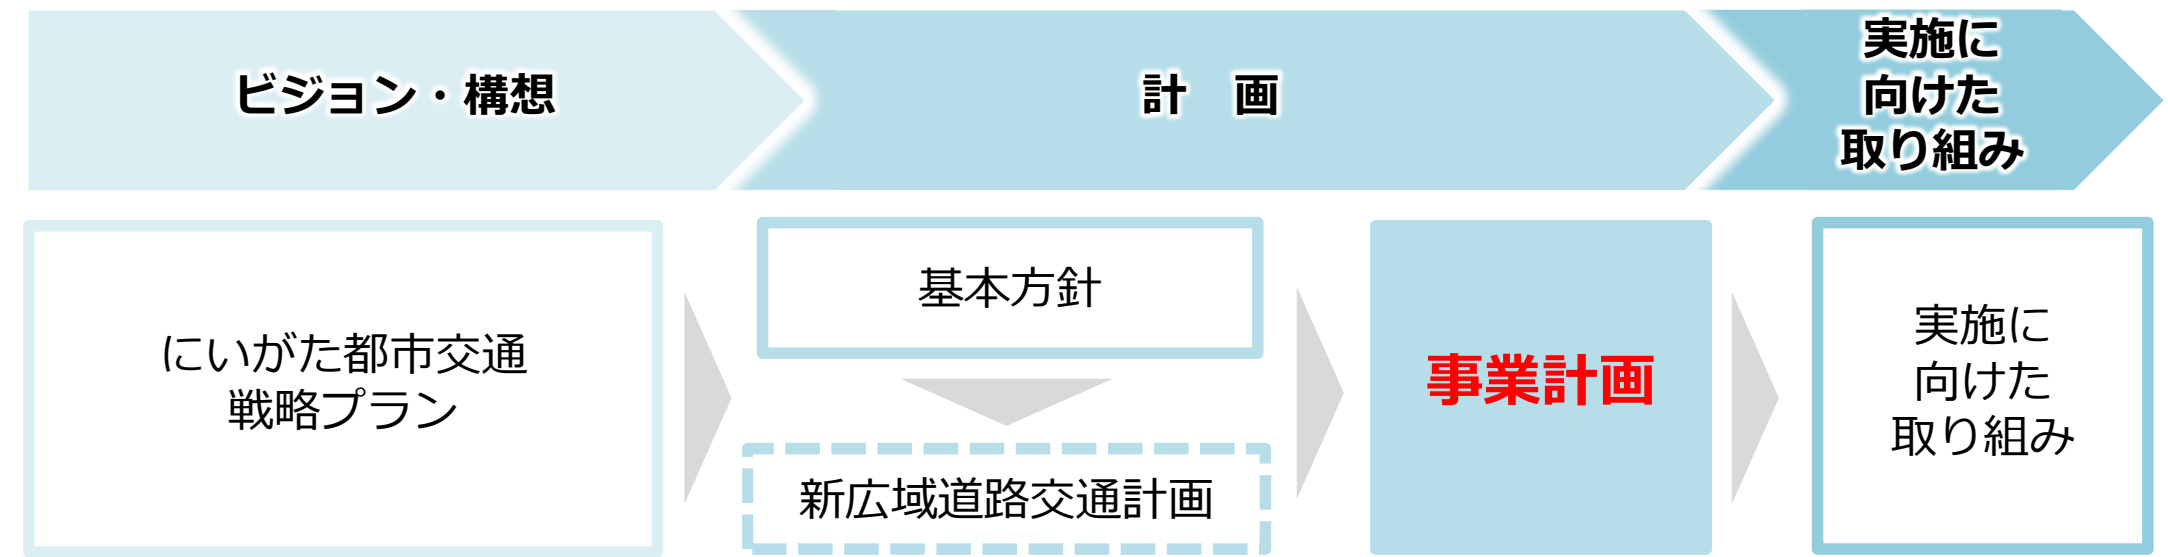 ビジョン・構想
計　画
実施に
向けた
取り組み
にいがた都市交通
戦略プラン
基本方針
新広域道路交通計画
事業計画
実施に
向けた
取り組み